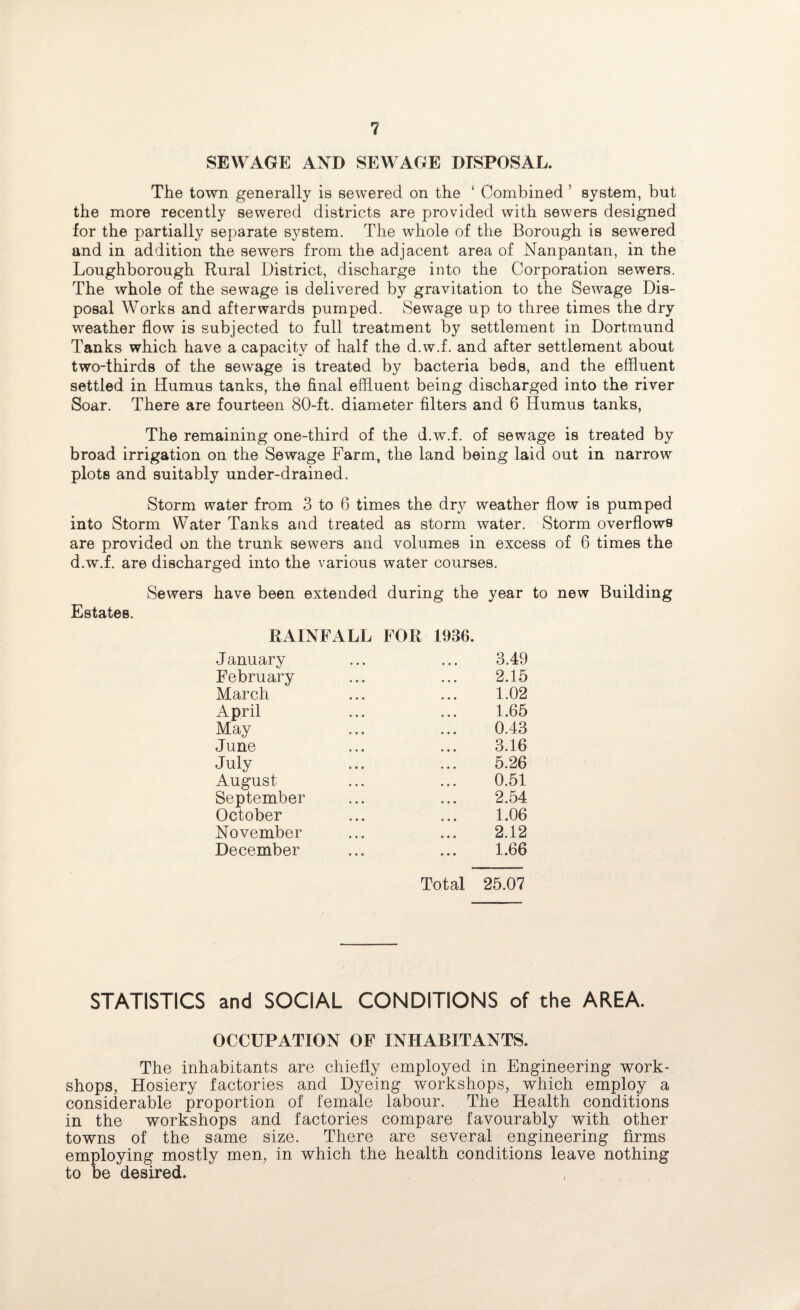 7
SEWAGE AND SEWAGE DISPOSAL.
The town generally is sewered on the ‘ Combined ’ system, but
the more recently sewered districts are provided with sewers designed
for the partially separate system. The whole of the Borough is sewered
and in addition the sewers from the adjacent area of Nanpantan, in the
Loughborough Rural District, discharge into the Corporation sewers.
The whole of the sewage is delivered by gravitation to the Sewage Dis-
posal Works and afterwards pumped. Sewage up to three times the dry
weather flow is subjected to full treatment by settlement in Dortmund
Tanks which have a capacity of half the d.w.f. and after settlement about
two-thirds of the sewage is treated by bacteria beds, and the effluent
settled in Humus tanks, the final effluent being discharged into the river
Soar. There are fourteen 80-ft. diameter filters and 6 Humus tanks,
The remaining one-third of the d.w.f. of sewage is treated by
broad irrigation on the Sewage Farm, the land being laid out in narrow
plots and suitably under-drained.
Storm water from 3 to 6 times the dry weather flow is pumped
into Storm Water Tanks and treated as storm water. Storm overflows
are provided on the trunk sewers and volumes in excess of 6 times the
d.w.f. are discharged into the various water courses.
Sewers have been extended during the year to new Building
Estates.
RAINFALL FOR 1936.
January ... ... 3.49
February ... ... 2.15
March ... ... 1.02
April ... ... 1.65
May ... ... 0.43
June ... ... 3.16
July ... ... 5.26
August ... ... 0.51
September ... ... 2.54
October ... ... 1.06
November ... ... 2.12
December ... ... 1.66
Total 25.07
STATISTICS and SOCIAL CONDITIONS of the AREA.
OCCUPATION OF INHABITANTS.
The inhabitants are chiefly employed in Engineering work-
shops, Hosiery factories and Dyeing workshops, which employ a
considerable proportion of female labour. The Health conditions
in the workshops and factories compare favourably with other
towns of the same size. There are several engineering firms
employing mostly men, in which the health conditions leave nothing
to be desired.